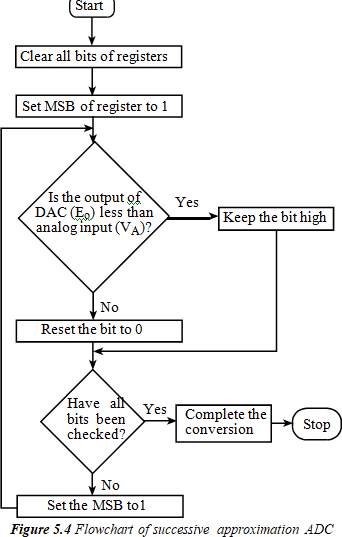 Start
Clear all bits of registers
Set MSB of register to 1
Is the output of
DAC (E₀) less than
analog input (VA)?
Yes
Keep the bit high
No
Reset the bit to 0
Have all
bits been
checked?
Yes
Complete the
conversion
Stop
No
Set the MSB to1
Figure 5.4 Flowchart of successive approximation ADC